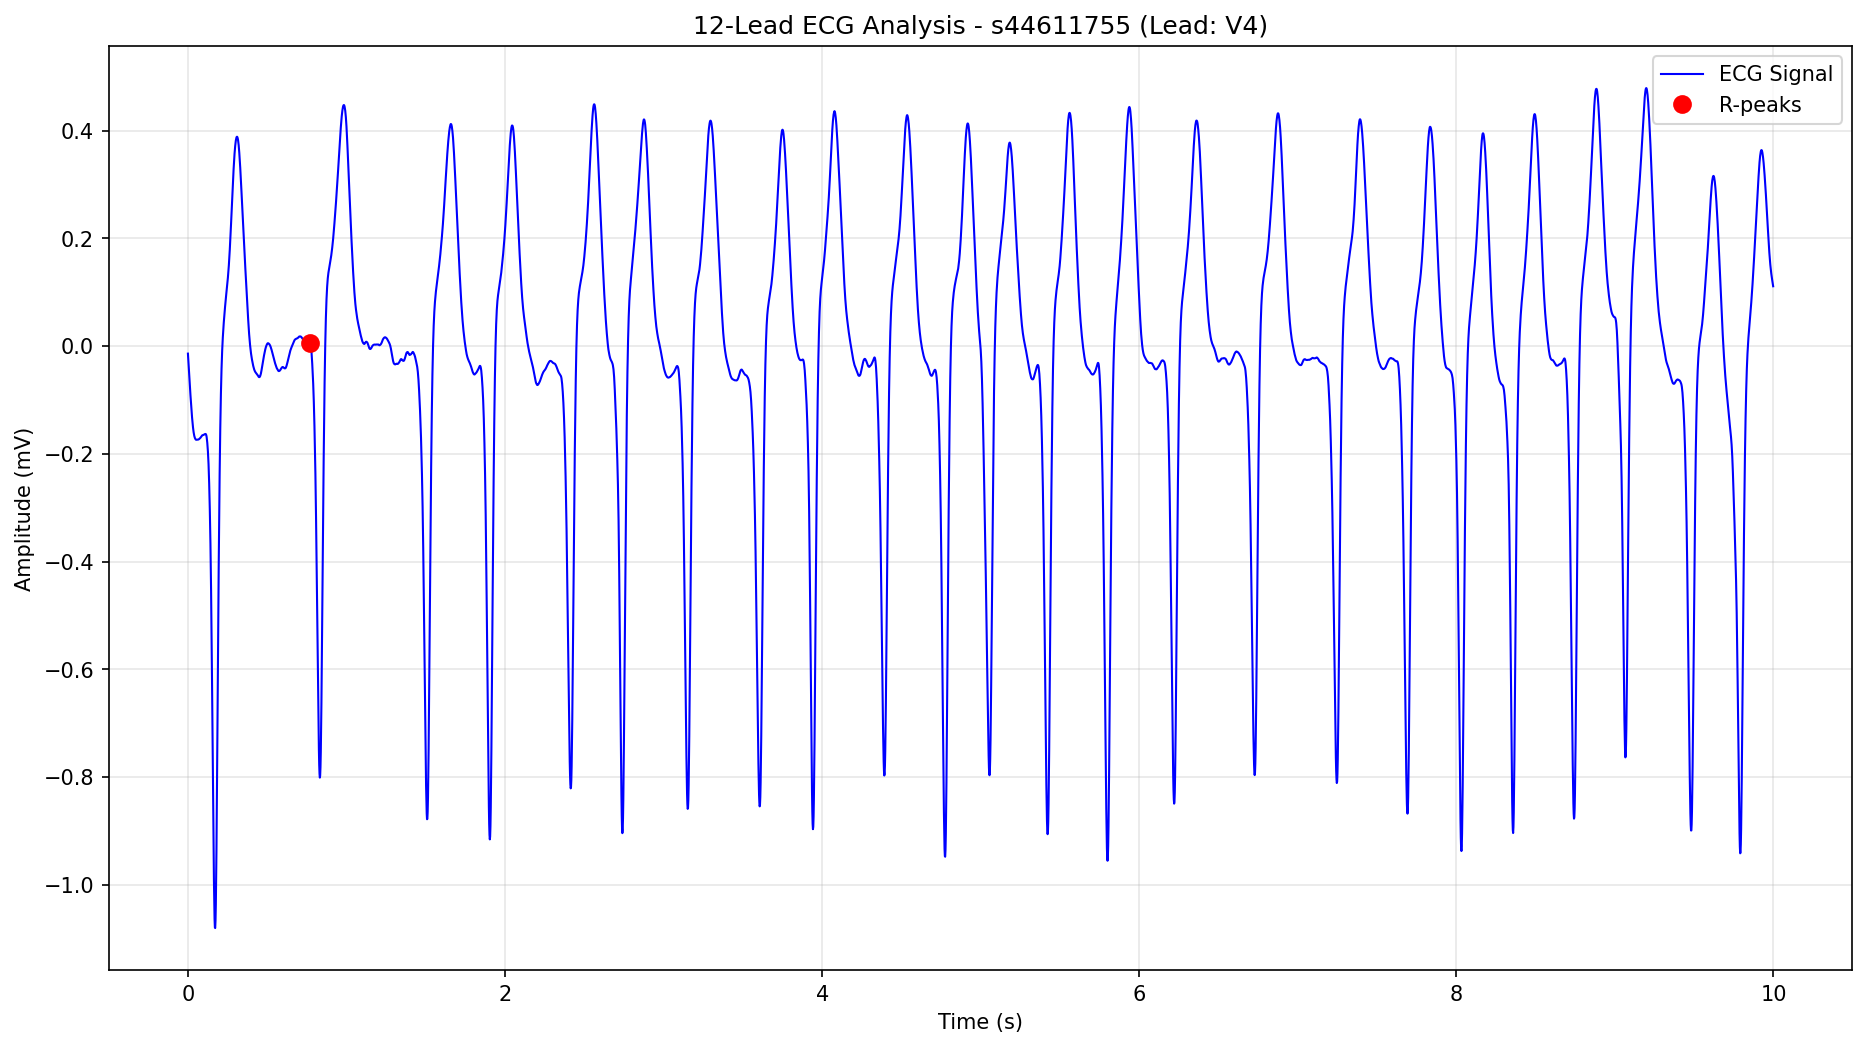 12-Lead ECG Analysis - s44611755 (Lead: V4)
ECG Signal
R-peaks
Amplitude (mV)
0.4
0.2
0.0
−0.2
−0.4
−0.6
−0.8
−1.0
0 2 4 6 8 10
Time (s)